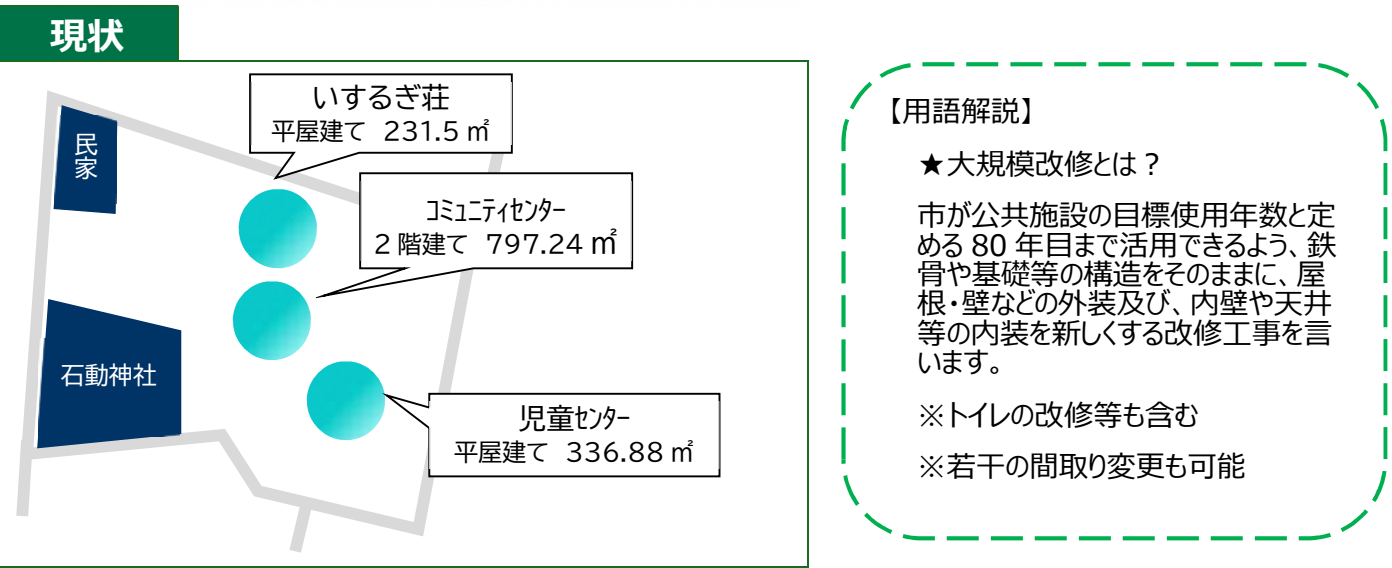 現状
いするぎ荘
平屋建て 231.5 ㎡
民家
コミュニティセンター
2 階建て 797.24 ㎡
石動神社
児童センター
平屋建て 336.88 ㎡
【用語解説】
★大規模改修とは？
市が公共施設の目標使用年数と定
める 80 年目まで活用できるよう、鉄
骨や基礎等の構造をそのままに、屋
根・壁などの外装及び、内壁や天井
等の内装を新しくする改修工事を言
います。
※トイレの改修等も含む
※若干の間取り変更も可能